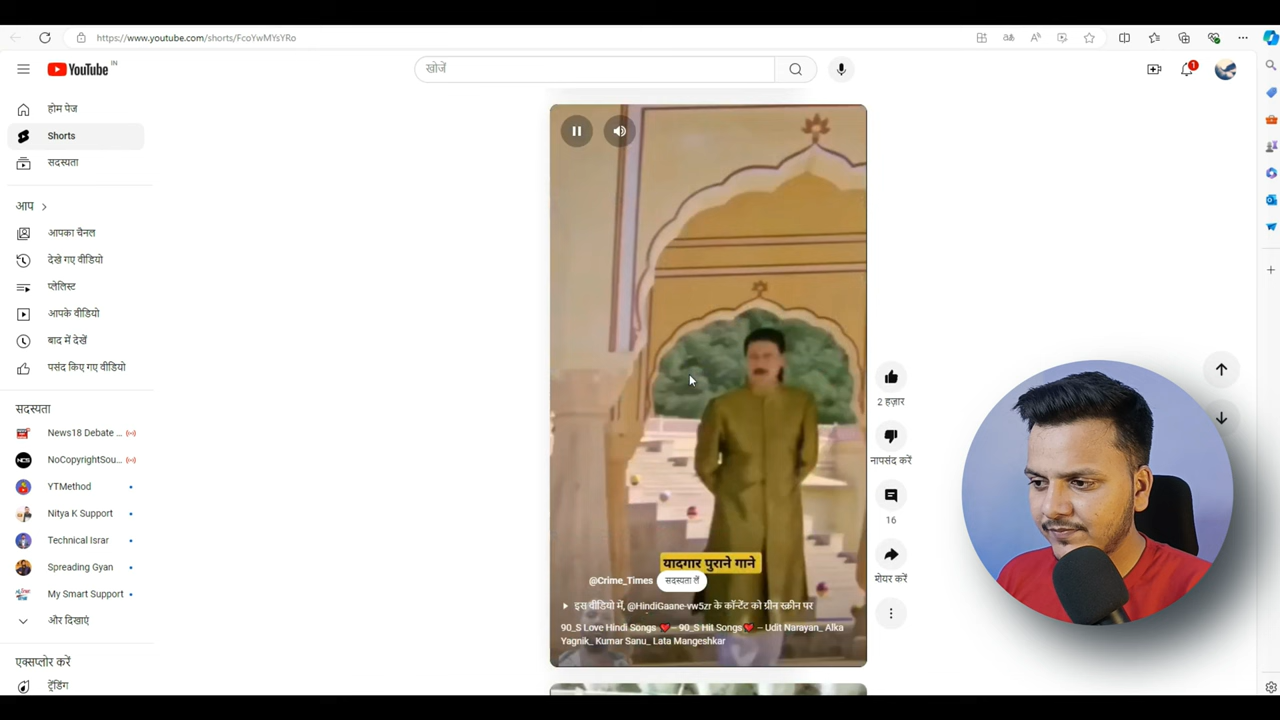 https://www.youtube.com/shorts/FcoYwMYsYRo
YouTube IN
खोजें
1
होम पेज
Shorts
सदस्यता
आप
आपका चैनल
देखे गए वीडियो
प्लेलिस्ट
आपके वीडियो
बाद में देखें
पसंद किए गए वीडियो
सदस्यता
News18 Debate ...
NoCopyrightSou...
YTMethod
Nitya K Support
Technical Israr
Spreading Gyan
My Smart Support
और दिखाएं
एक्सप्लोर करें
ट्रेंडिंग
यादगार पुराने गाने
@Crime_Times सदस्यता लें
इस वीडियो में, @HindiGaane-vw5zr के कॉन्टेंट को ग्रीन स्क्रीन पर
90_S Love Hindi Songs ❤️-- 90_S Hit Songs❤️ -- Udit Narayan_ Alka
Yagnik_ Kumar Sanu_ Lata Mangeshkar
2 हज़ार
नापसंद करें
16
शेयर करें